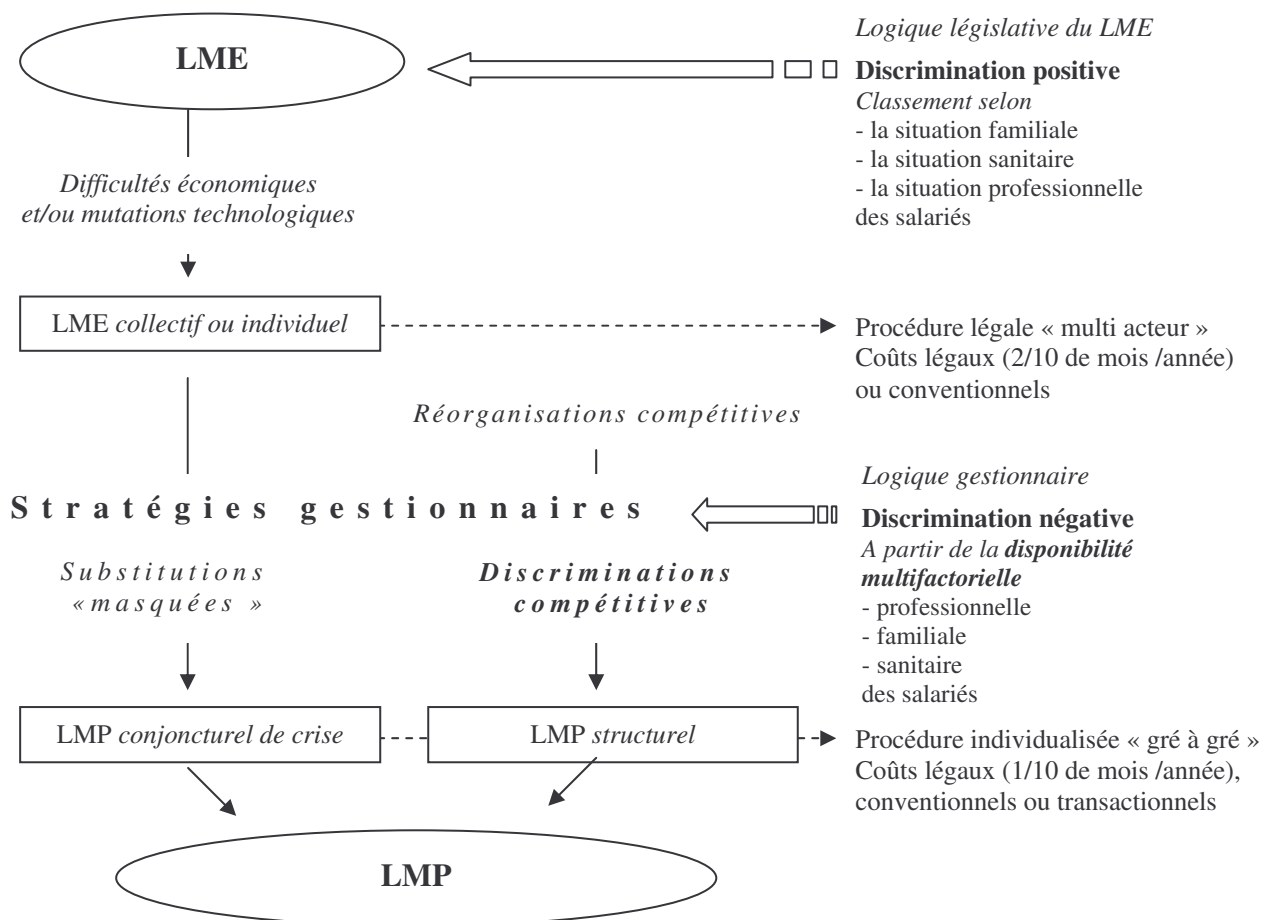 LME
Logique législative du LME
Discrimination positive
Classement selon
- la situation familiale
- la situation sanitaire
- la situation professionnelle
des salariés
Difficultés économiques
et/ou mutations technologiques
LME collectif ou individuel
Procédure légale « multi acteur »
Coûts légaux (2/10 de mois /année)
ou conventionnels
Réorganisations compétitives
Stratégies gestionnaires
Logique gestionnaire
Discrimination négative
A partir de la disponibilité
multifactorielle
- professionnelle
- familiale
- sanitaire
des salariés
Substitutions
« masquées »
Discriminations
compétitives
LMP conjoncturel de crise
LMP structurel
Procédure individualisée « gré à gré »
Coûts légaux (1/10 de mois /année),
conventionnels ou transactionnels
LMP